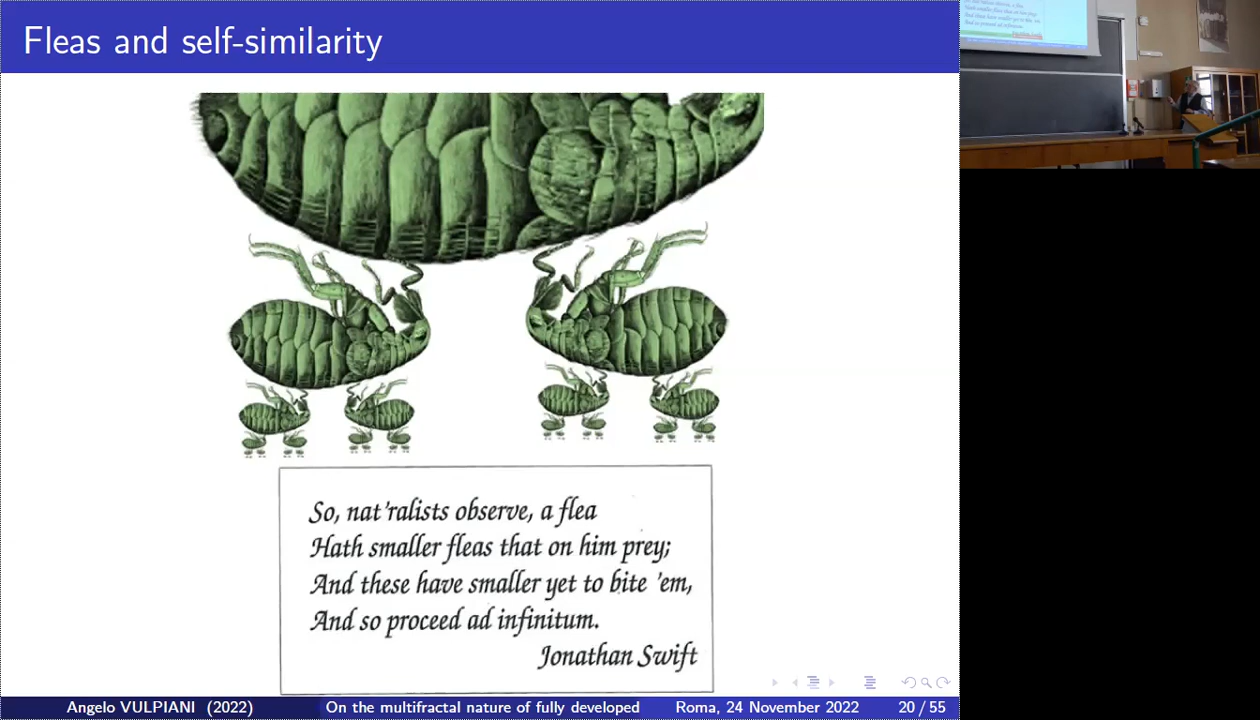 Fleas and self-similarity
So, nat'ralists observe, a flea
Hath smaller fleas that on him prey;
And these have smaller yet to bite 'em,
And so proceed ad infinitum.
Jonathan Swift
Angelo VULPIANI (2022) On the multifractal nature of fully developed Roma, 24 November 2022 20 / 55